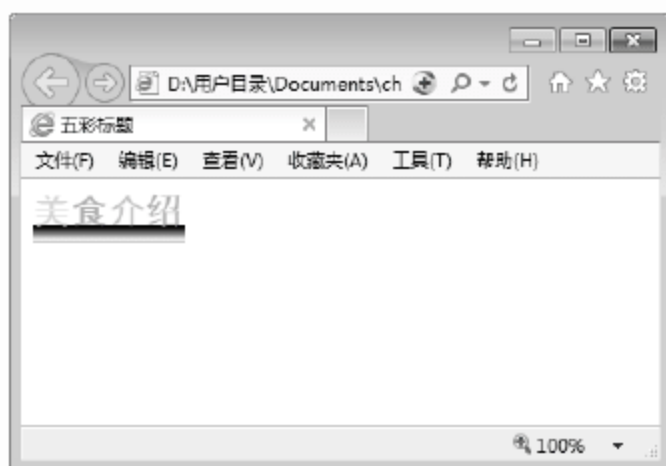 D:\用户目录\Documents\ch
五彩标题
文件(F) 编辑(E) 查看(V) 收藏夹(A) 工具(T) 帮助(H)
美食介绍
100%